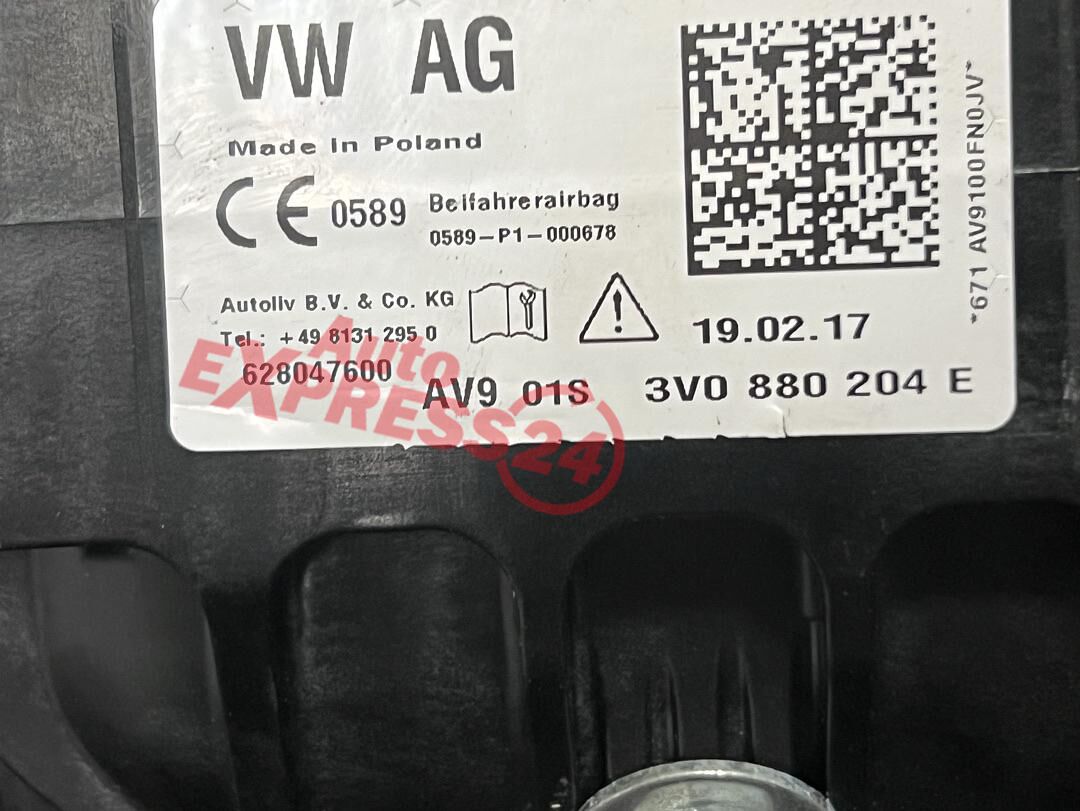 VW AG
Made in Poland
CE 0589
Beifahrerairbag
0589-P1-000678
*671 AV9100FN0JV*
Autoliv B.V. & Co. KG
Tel.: +49 8131 295 0
19.02.17
628047600
AV9 01S
3V0 880 204 E
Auto
EXPRESS24